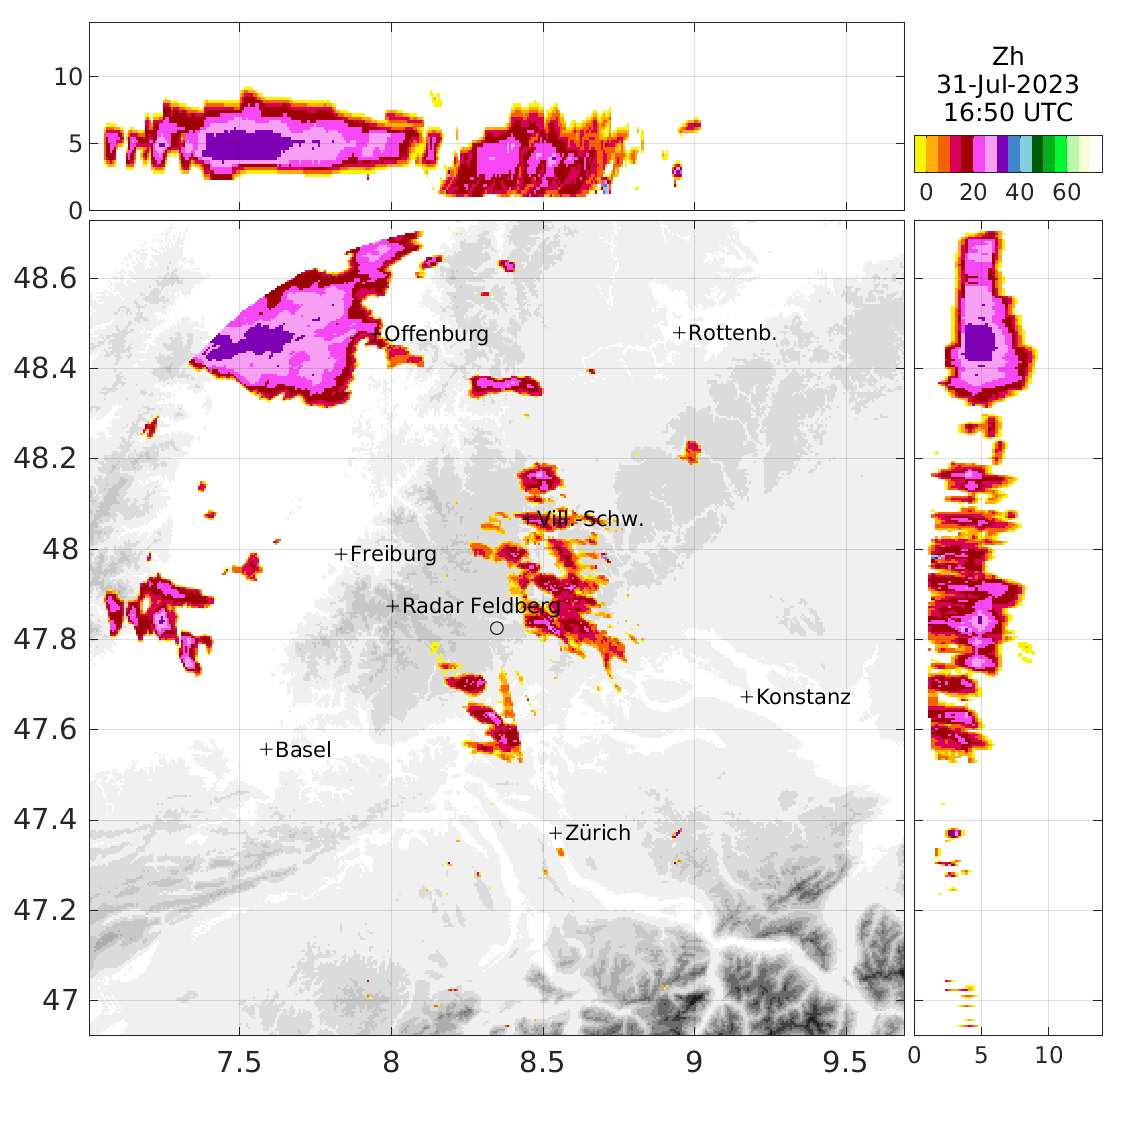 10
5
0
Zh
31-Jul-2023
16:50 UTC
0 20 40 60
48.6
48.4
48.2
48
47.8
47.6
47.4
47.2
47
Offenburg
Rottenb.
Vill.-Schw.
Freiburg
Radar Feldberg
Konstanz
Basel
Zürich
7.5 8 8.5 9 9.5
0 5 10